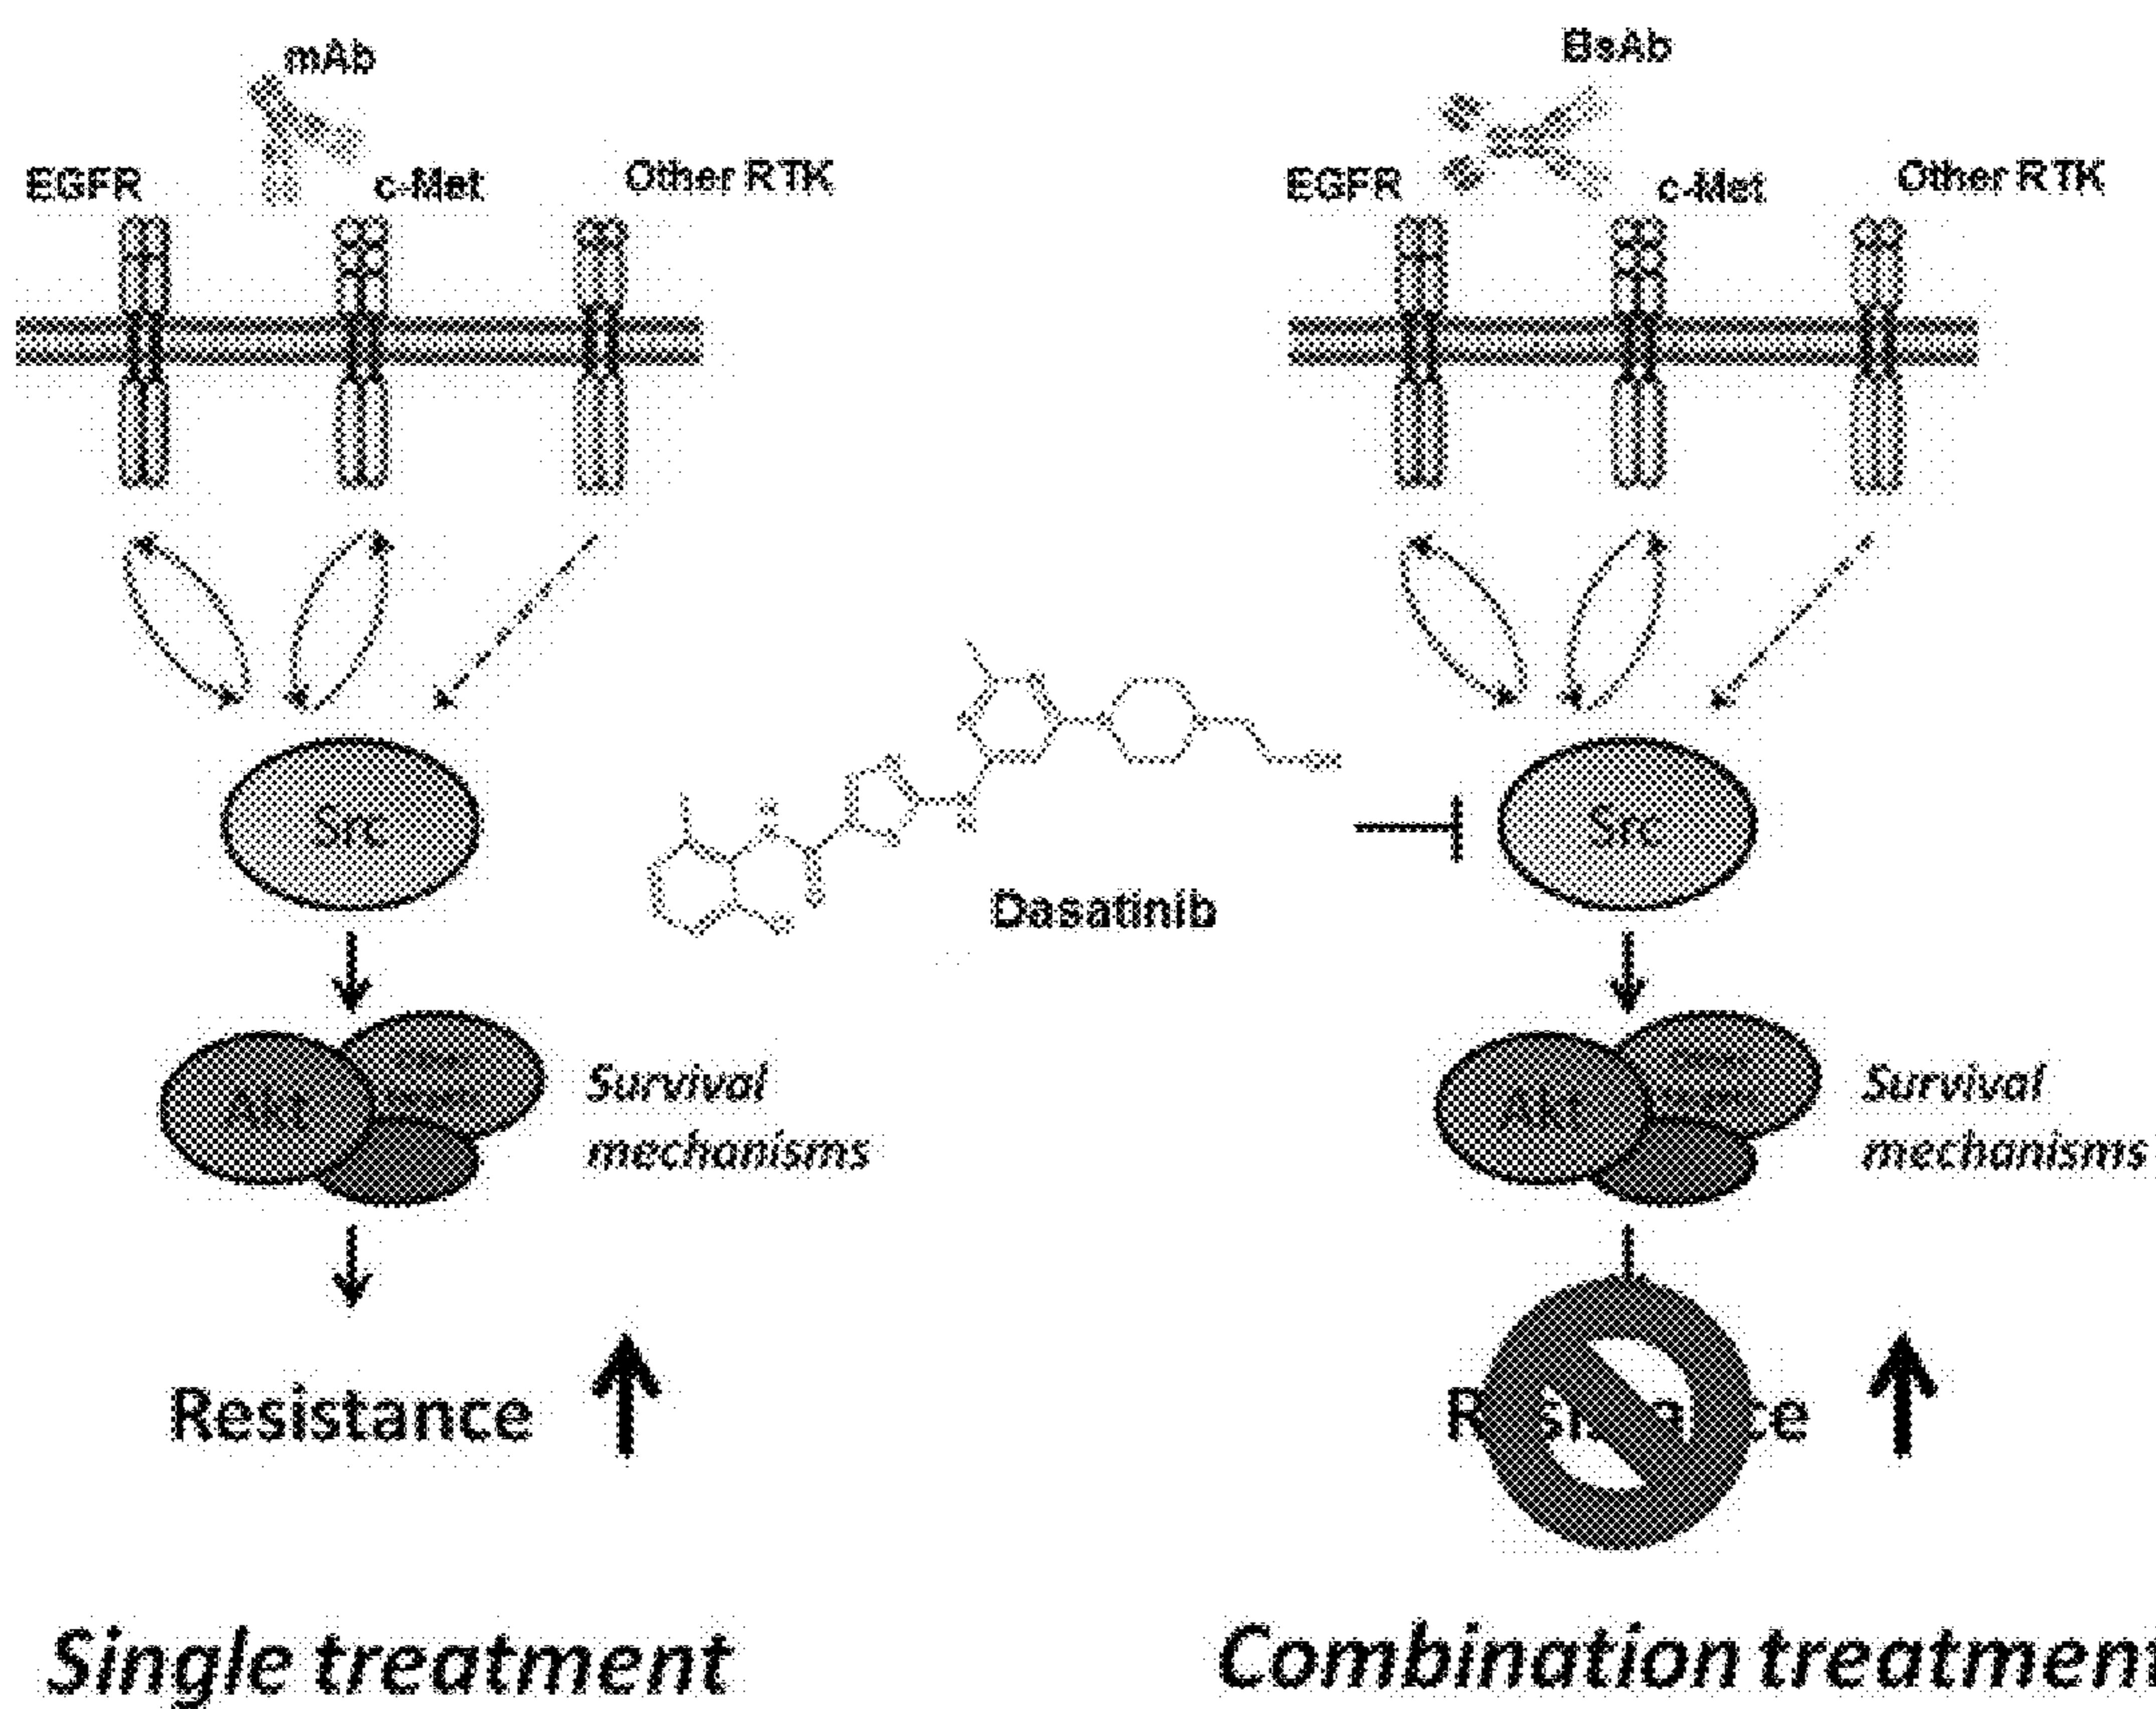 mAb
EGFR
c-Met
Other RTK
Src
Akt
Survival
mechanisms
Resistance
Single treatment
Dasatinib
BsAb
EGFR
c-Met
Other RTK
Src
Akt
Survival
mechanisms
Combination treatment